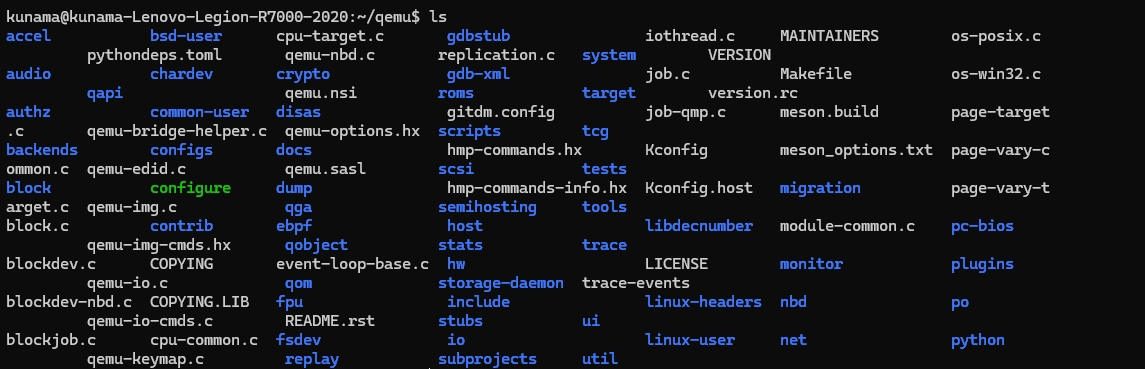 kunama@kunama-Lenovo-Legion-R7000-2020:~/qemu$ ls
accel bsd-user cpu-target.c gdbstub iothread.c MAINTAINERS os-posix.c
pythondeps.toml qemu-nbd.c replication.c system VERSION
audio chardev crypto gdb-xml job.c Makefile os-win32.c
qapi qemu.nsi roms target version.rc
authz common-user disas gitdm.config job-qmp.c meson.build page-target
.c qemu-bridge-helper.c qemu-options.hx scripts tcg
backends configs docs hmp-commands.hx Kconfig meson_options.txt page-vary-c
ommon.c qemu-edid.c qemu.sasl scsi tests
block configure dump hmp-commands-info.hx Kconfig.host migration page-vary-t
arget.c qemu-img.c qga semihosting tools
block.c contrib ebpf host libdecnumber module-common.c pc-bios
qemu-img-cmds.hx qobject stats trace
blockdev.c COPYING event-loop-base.c hw LICENSE monitor plugins
qemu-io.c qom storage-daemon trace-events
blockdev-nbd.c COPYING.LIB fpu include linux-headers nbd po
qemu-io-cmds.c README.rst stubs ui
blockjob.c cpu-common.c fsdev io linux-user net python
qemu-keymap.c replay subprojects util